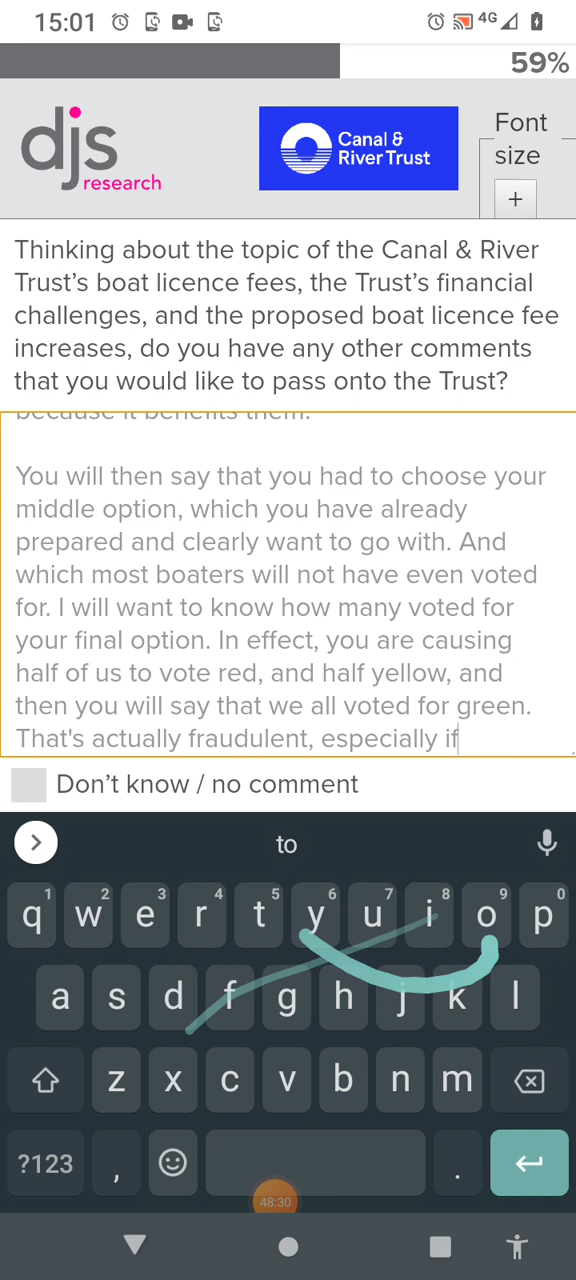 15:01
4G
59%
djs
research
Canal &
River Trust
Font
size
+
Thinking about the topic of the Canal & River
Trust’s boat licence fees, the Trust’s financial
challenges, and the proposed boat licence fee
increases, do you have any other comments
that you would like to pass onto the Trust?
because it benefits them.
You will then say that you had to choose your
middle option, which you have already
prepared and clearly want to go with. And
which most boaters will not have even voted
for. I will want to know how many voted for
your final option. In effect, you are causing
half of us to vote red, and half yellow, and
then you will say that we all voted for green.
That's actually fraudulent, especially if
Don’t know / no comment
to
1 2 3 4 5 6 7 8 9 0
q w e r t y u i o p
a s d f g h j k l
z x c v b n m
?123 , .
48:30